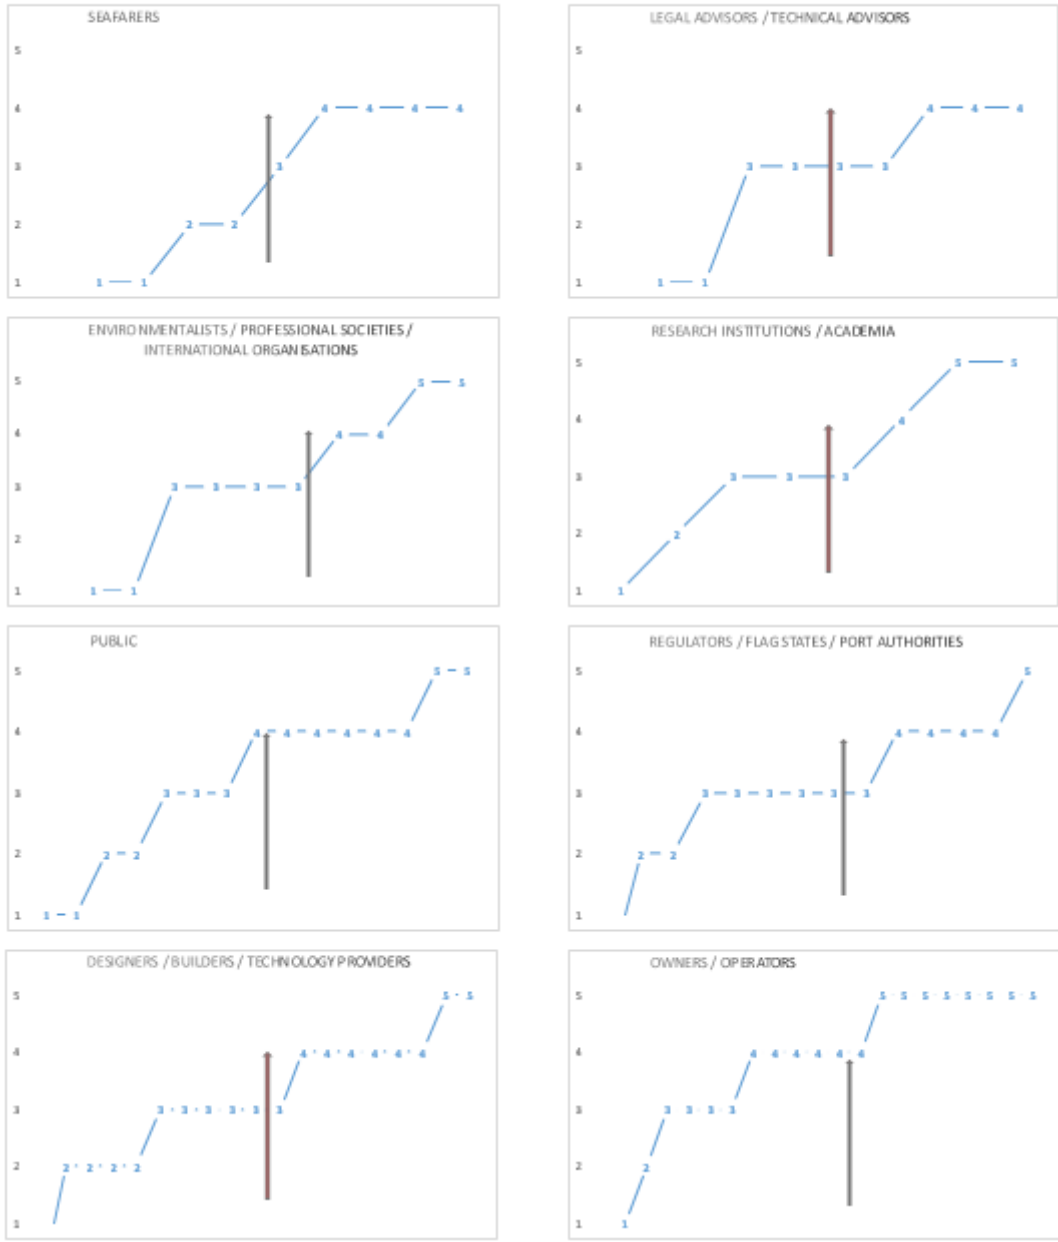 SEAFARERS
5
4 4 4 4 4
3 3
2 2 2
1 1 1
LEGAL ADVISORS / TECHNICAL ADVISORS
5
4 4 4 4
3 3 3 3 3
2
1 1 1
ENVIRONMENTALISTS / PROFESSIONAL SOCIETIES /
INTERNATIONAL ORGANISATIONS
5 5 5
4 4 4
3 3 3 3 3
2
1 1 1
RESEARCH INSTITUTIONS / ACADEMIA
5 5 5
4 4
3 3 3 3
2 2
1 1
PUBLIC
5 5 5
4 4 4 4 4 4 4
3 3 3 3
2 2 2
1 1 1
REGULATORS / FLAG STATES / PORT AUTHORITIES
5 5
4 4 4 4 4
3 3 3 3 3 3 3
2 2 2
1
DESIGNERS / BUILDERS / TECHNOLOGY PROVIDERS
5 5 5
4 4 4 4 4 4 4
3 3 3 3 3 3 3
2 2 2 2 2
1
OWNERS / OPERATORS
5 5 5 5 5 5 5 5 5
4 4 4 4 4 4 4
3 3 3 3 3
2 2
1 1